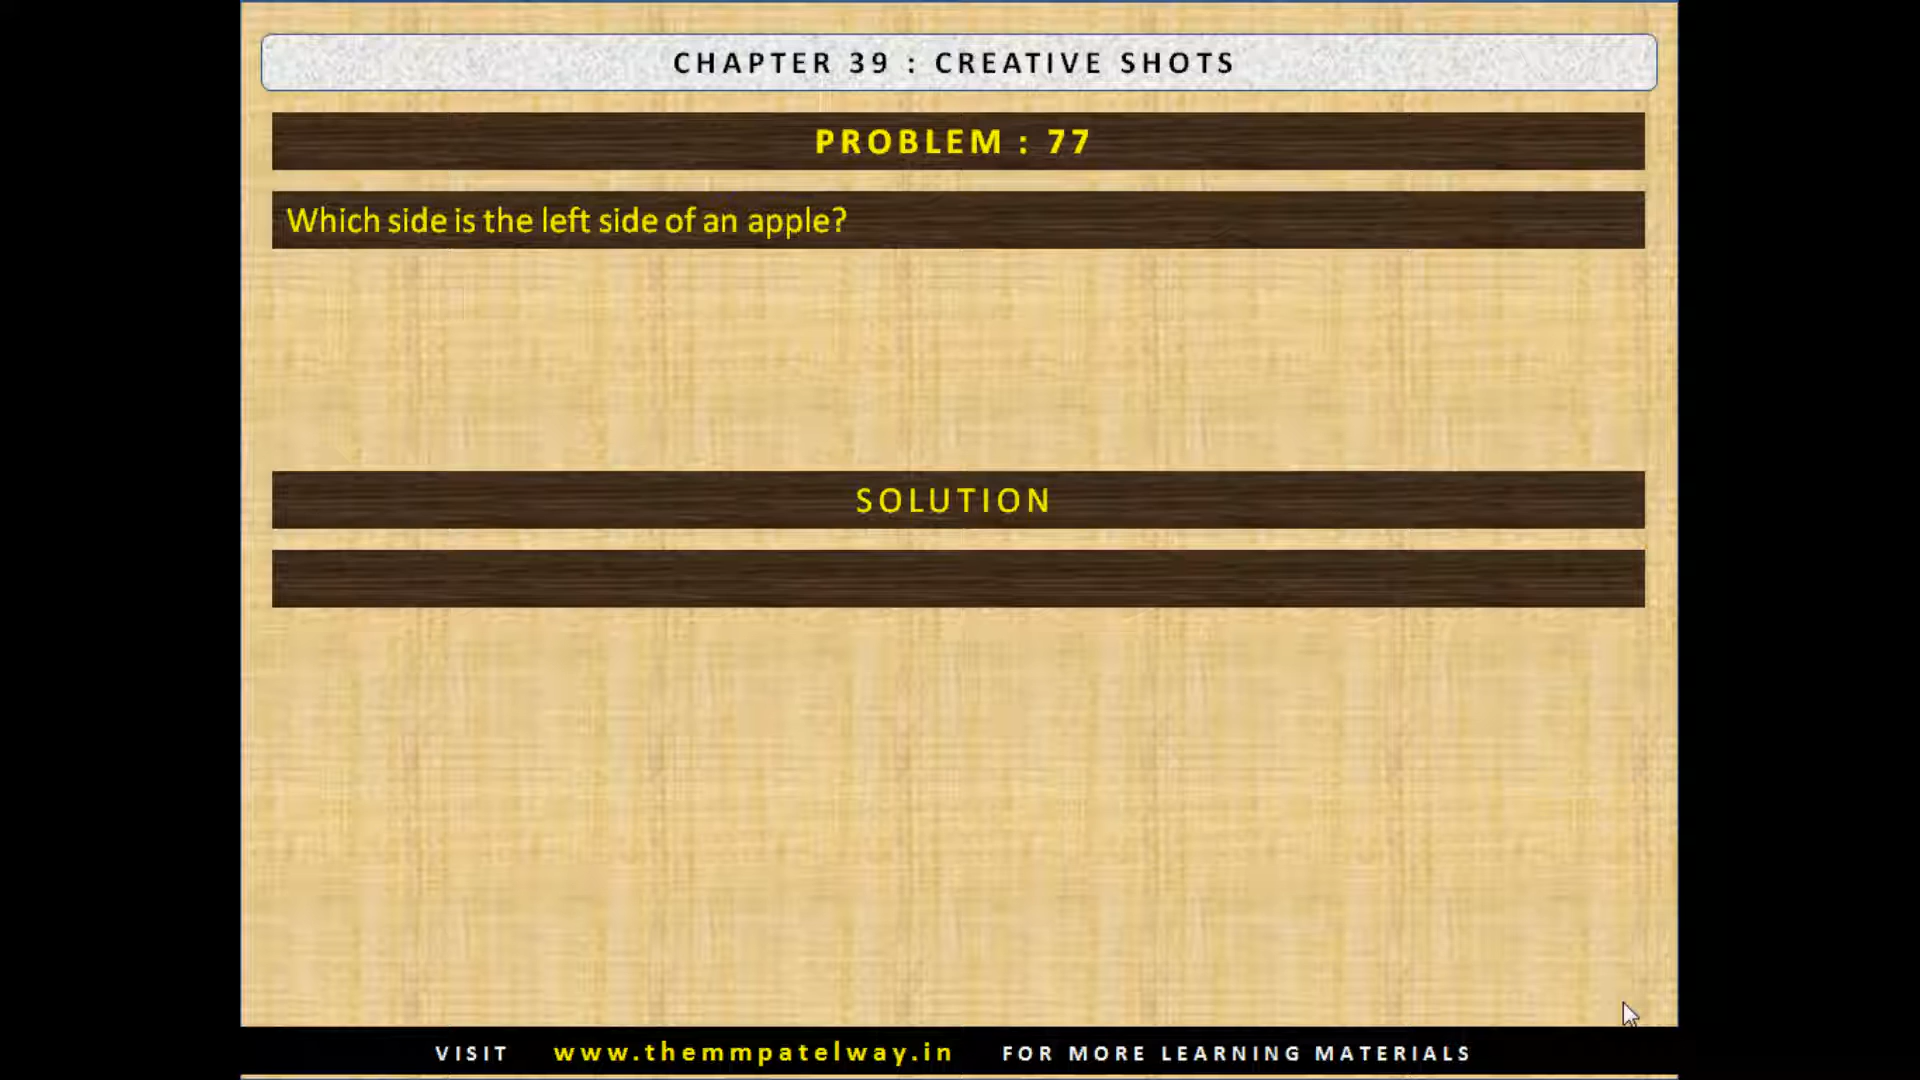 CHAPTER 39 : CREATIVE SHOTS
PROBLEM : 77
Which side is the left side of an apple?
SOLUTION
VISIT www.themmpatelway.in FOR MORE LEARNING MATERIALS